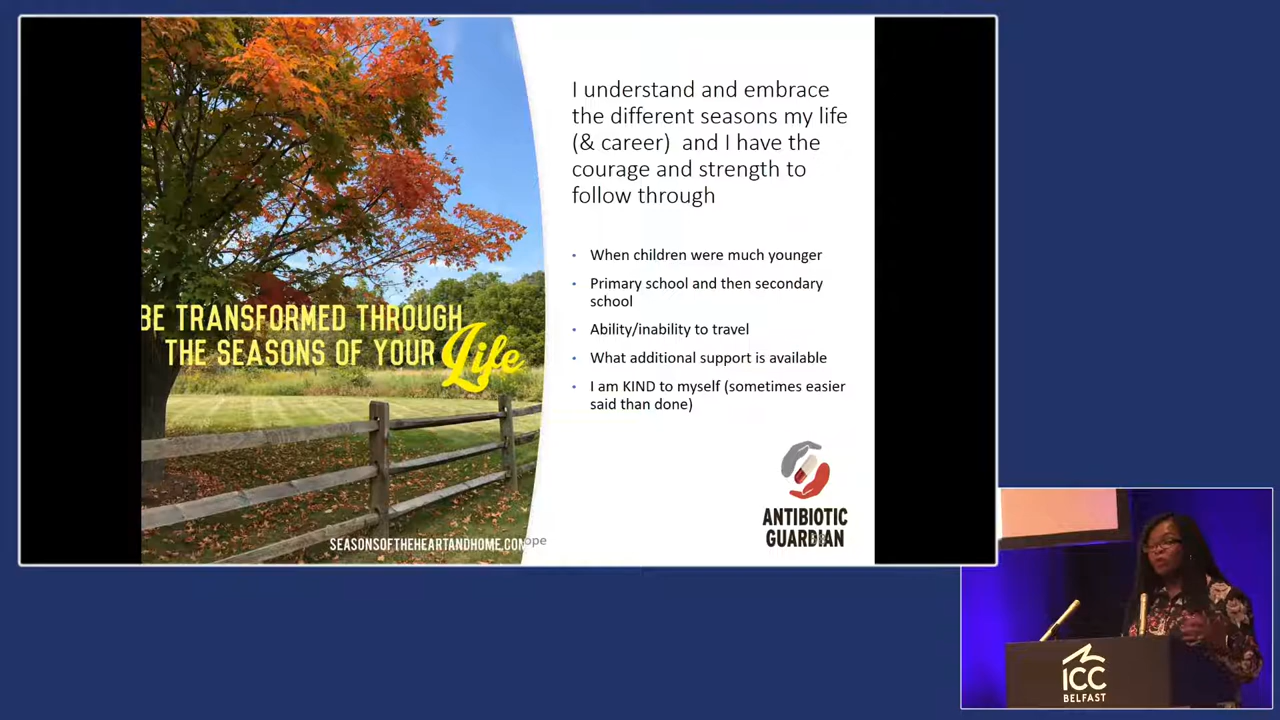 I understand and embrace
the different seasons my life
(& career)  and I have the
courage and strength to
follow through
• When children were much younger
• Primary school and then secondary
school
• Ability/inability to travel
• What additional support is available
• I am KIND to myself (sometimes easier
said than done)
BE TRANSFORMED THROUGH
THE SEASONS OF YOUR Life
SEASONSOFTHEHEARTANDHOME.COM
ope
ANTIBIOTIC
GUARDIAN
ICC
BELFAST